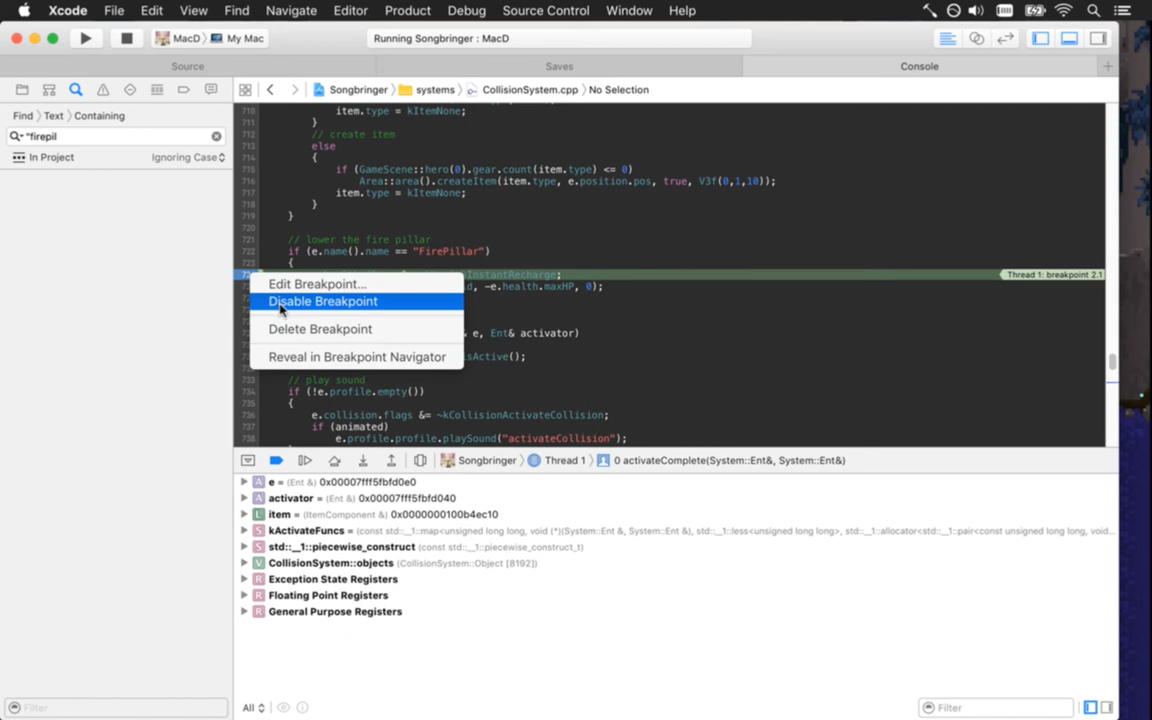 Xcode File Edit View Find Navigate Editor Product Debug Source Control Window Help
MacD My Mac Running Songbringer : MacD
Source Saves Console
Songbringer systems CollisionSystem.cpp No Selection
Find Text Containing
"firepil
In Project Ignoring Case
710
711 item.type = kItemNone;
}
712 // create item
713 else
714 {
715 if (GameScene::hero(0).gear.count(item.type) <= 0)
716 Area::area().createItem(item.type, e.position.pos, true, V3f(0,1,10));
717 item.type = kItemNone;
718 }
719 }
720
721 // lower the fire pillar
722 if (e.name().name == "FirePillar")
723 {
InstantRecharge; Thread 1: breakpoint 2.1
, -e.health.maxHP, 0);
Edit Breakpoint...
Disable Breakpoint
Delete Breakpoint
Reveal in Breakpoint Navigator
& e, Ent& activator)
sActive();
733 // play sound
734 if (!e.profile.empty())
735 {
736 e.collision.flags &= ~kCollisionActivateCollision;
737 if (animated)
738 e.profile.profile.playSound("activateCollision");
Songbringer Thread 1 0 activateComplete(System::Ent&, System::Ent&)
A e = (Ent &) 0x00007fff5fbfd0e0
A activator = (Ent &) 0x00007fff5fbfd040
L item = (ItemComponent &) 0x0000000100b4ec10
S kActivateFuncs = (const std::__1::map<unsigned long long, void (*)(System::Ent &, System::Ent &), std::__1::less<unsigned long long>, std::__1::allocator<std::__1::pair<const unsigned long long, void...
S std::__1::piecewise_construct (const std::__1::piecewise_construct_t)
V CollisionSystem::objects (CollisionSystem::Object [8192])
R Exception State Registers
R Floating Point Registers
R General Purpose Registers
Filter All Filter